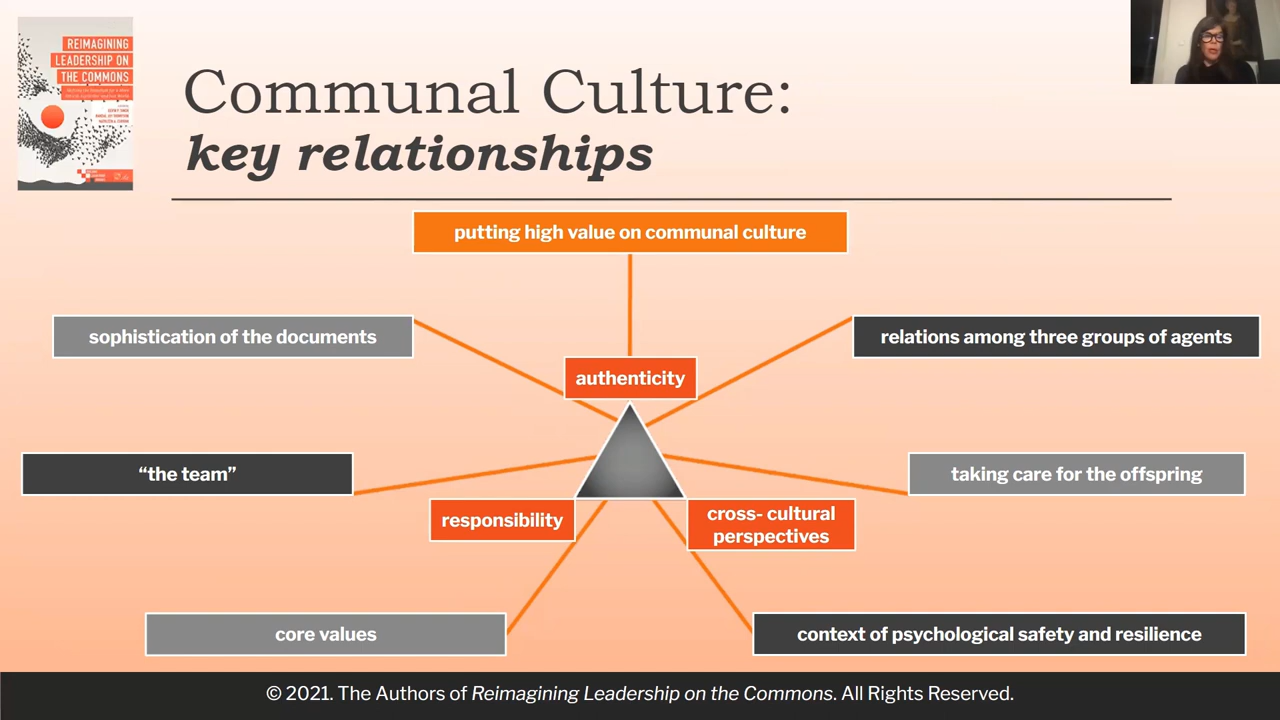 REIMAGINING
LEADERSHIP ON
THE COMMONS
Communal Culture:
key relationships
putting high value on communal culture
sophistication of the documents
relations among three groups of agents
authenticity
“the team”
taking care for the offspring
responsibility
cross- cultural
perspectives
core values
context of psychological safety and resilience
© 2021. The Authors of Reimagining Leadership on the Commons. All Rights Reserved.